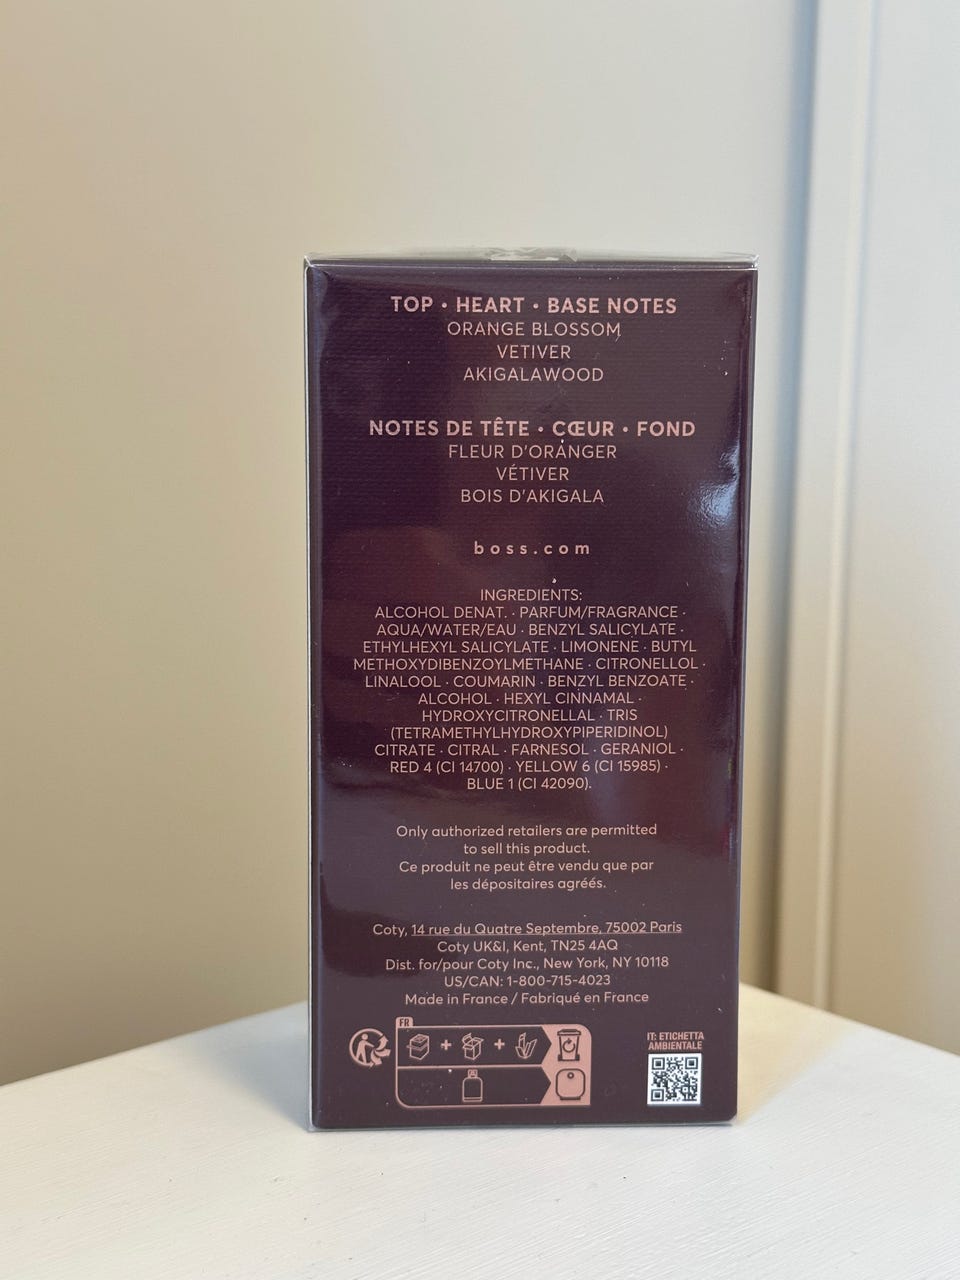 TOP · HEART · BASE NOTES
ORANGE BLOSSOM
VETIVER
AKIGALAWOOD
NOTES DE TÊTE · CŒUR · FOND
FLEUR D'ORANGER
VÉTIVER
BOIS D'AKIGALA
boss.com
INGREDIENTS:
ALCOHOL DENAT. · PARFUM/FRAGRANCE ·
AQUA/WATER/EAU · BENZYL SALICYLATE ·
ETHYLHEXYL SALICYLATE · LIMONENE · BUTYL
METHOXYDIBENZOYLMETHANE · CITRONELLOL ·
LINALOOL · COUMARIN · BENZYL BENZOATE ·
ALCOHOL · HEXYL CINNAMAL ·
HYDROXYCITRONELLAL · TRIS
(TETRAMETHYLHYDROXYPIPERIDINOL)
CITRATE · CITRAL · FARNESOL · GERANIOL ·
RED 4 (CI 14700) · YELLOW 6 (CI 15985) ·
BLUE 1 (CI 42090).
Only authorized retailers are permitted
to sell this product.
Ce produit ne peut être vendu que par
les dépositaires agréés.
Coty, 14 rue du Quatre Septembre, 75002 Paris
Coty UK&I, Kent, TN25 4AQ
Dist. for/pour Coty Inc., New York, NY 10118
US/CAN: 1-800-715-4023
Made in France / Fabriqué en France
FR
IT: ETICHETTA
AMBIENTALE